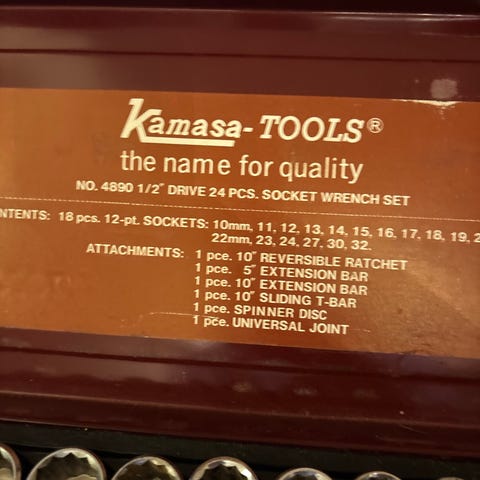 Kamasa-TOOLS®
the name for quality
NO. 4890 1/2" DRIVE 24 PCS. SOCKET WRENCH SET
NTENTS: 18 pcs. 12-pt. SOCKETS: 10mm, 11, 12, 13, 14, 15, 16, 17, 18, 19, 2
22mm, 23, 24, 27, 30, 32.
ATTACHMENTS: 1 pce. 10" REVERSIBLE RATCHET
1 pce. 5" EXTENSION BAR
1 pce. 10" EXTENSION BAR
1 pce. 10" SLIDING T-BAR
1 pce. SPINNER DISC
1 pce. UNIVERSAL JOINT